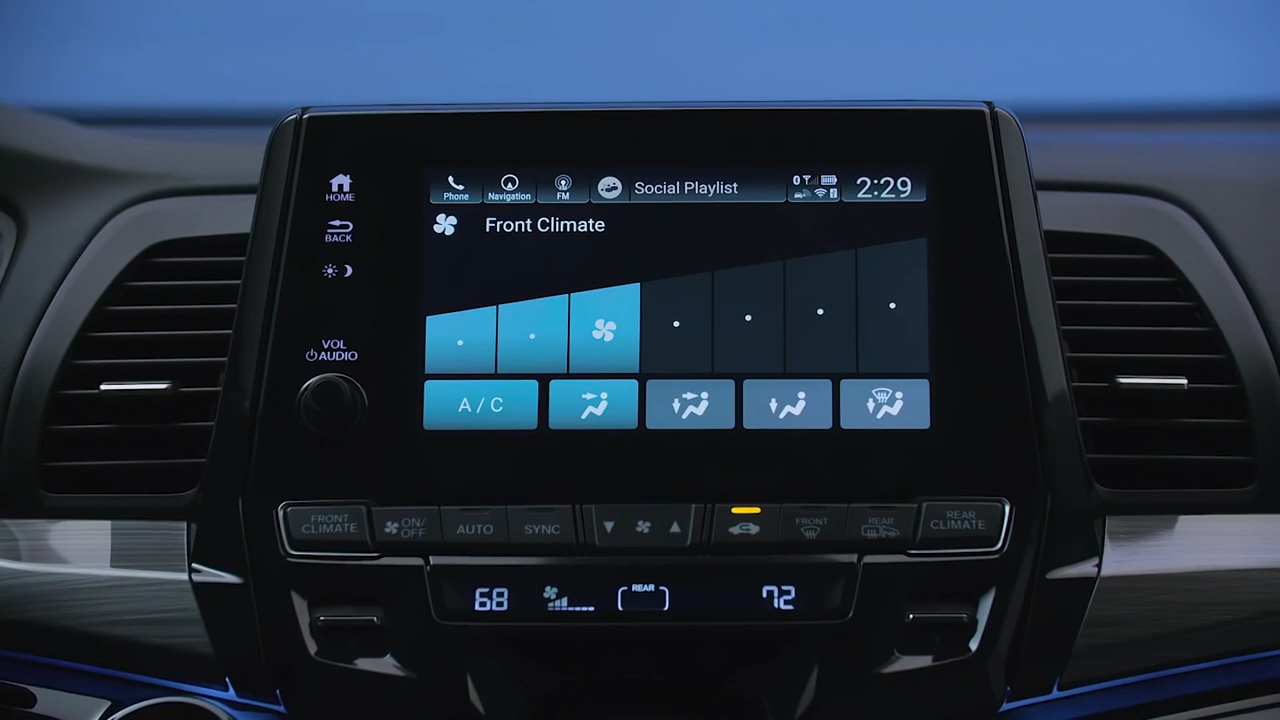 HOME
BACK
VOL
AUDIO
Phone
Navigation
FM
Social Playlist
2:29
Front Climate
A/C
FRONT
CLIMATE
ON/
OFF
AUTO
SYNC
FRONT
REAR
REAR
CLIMATE
68
REAR
72